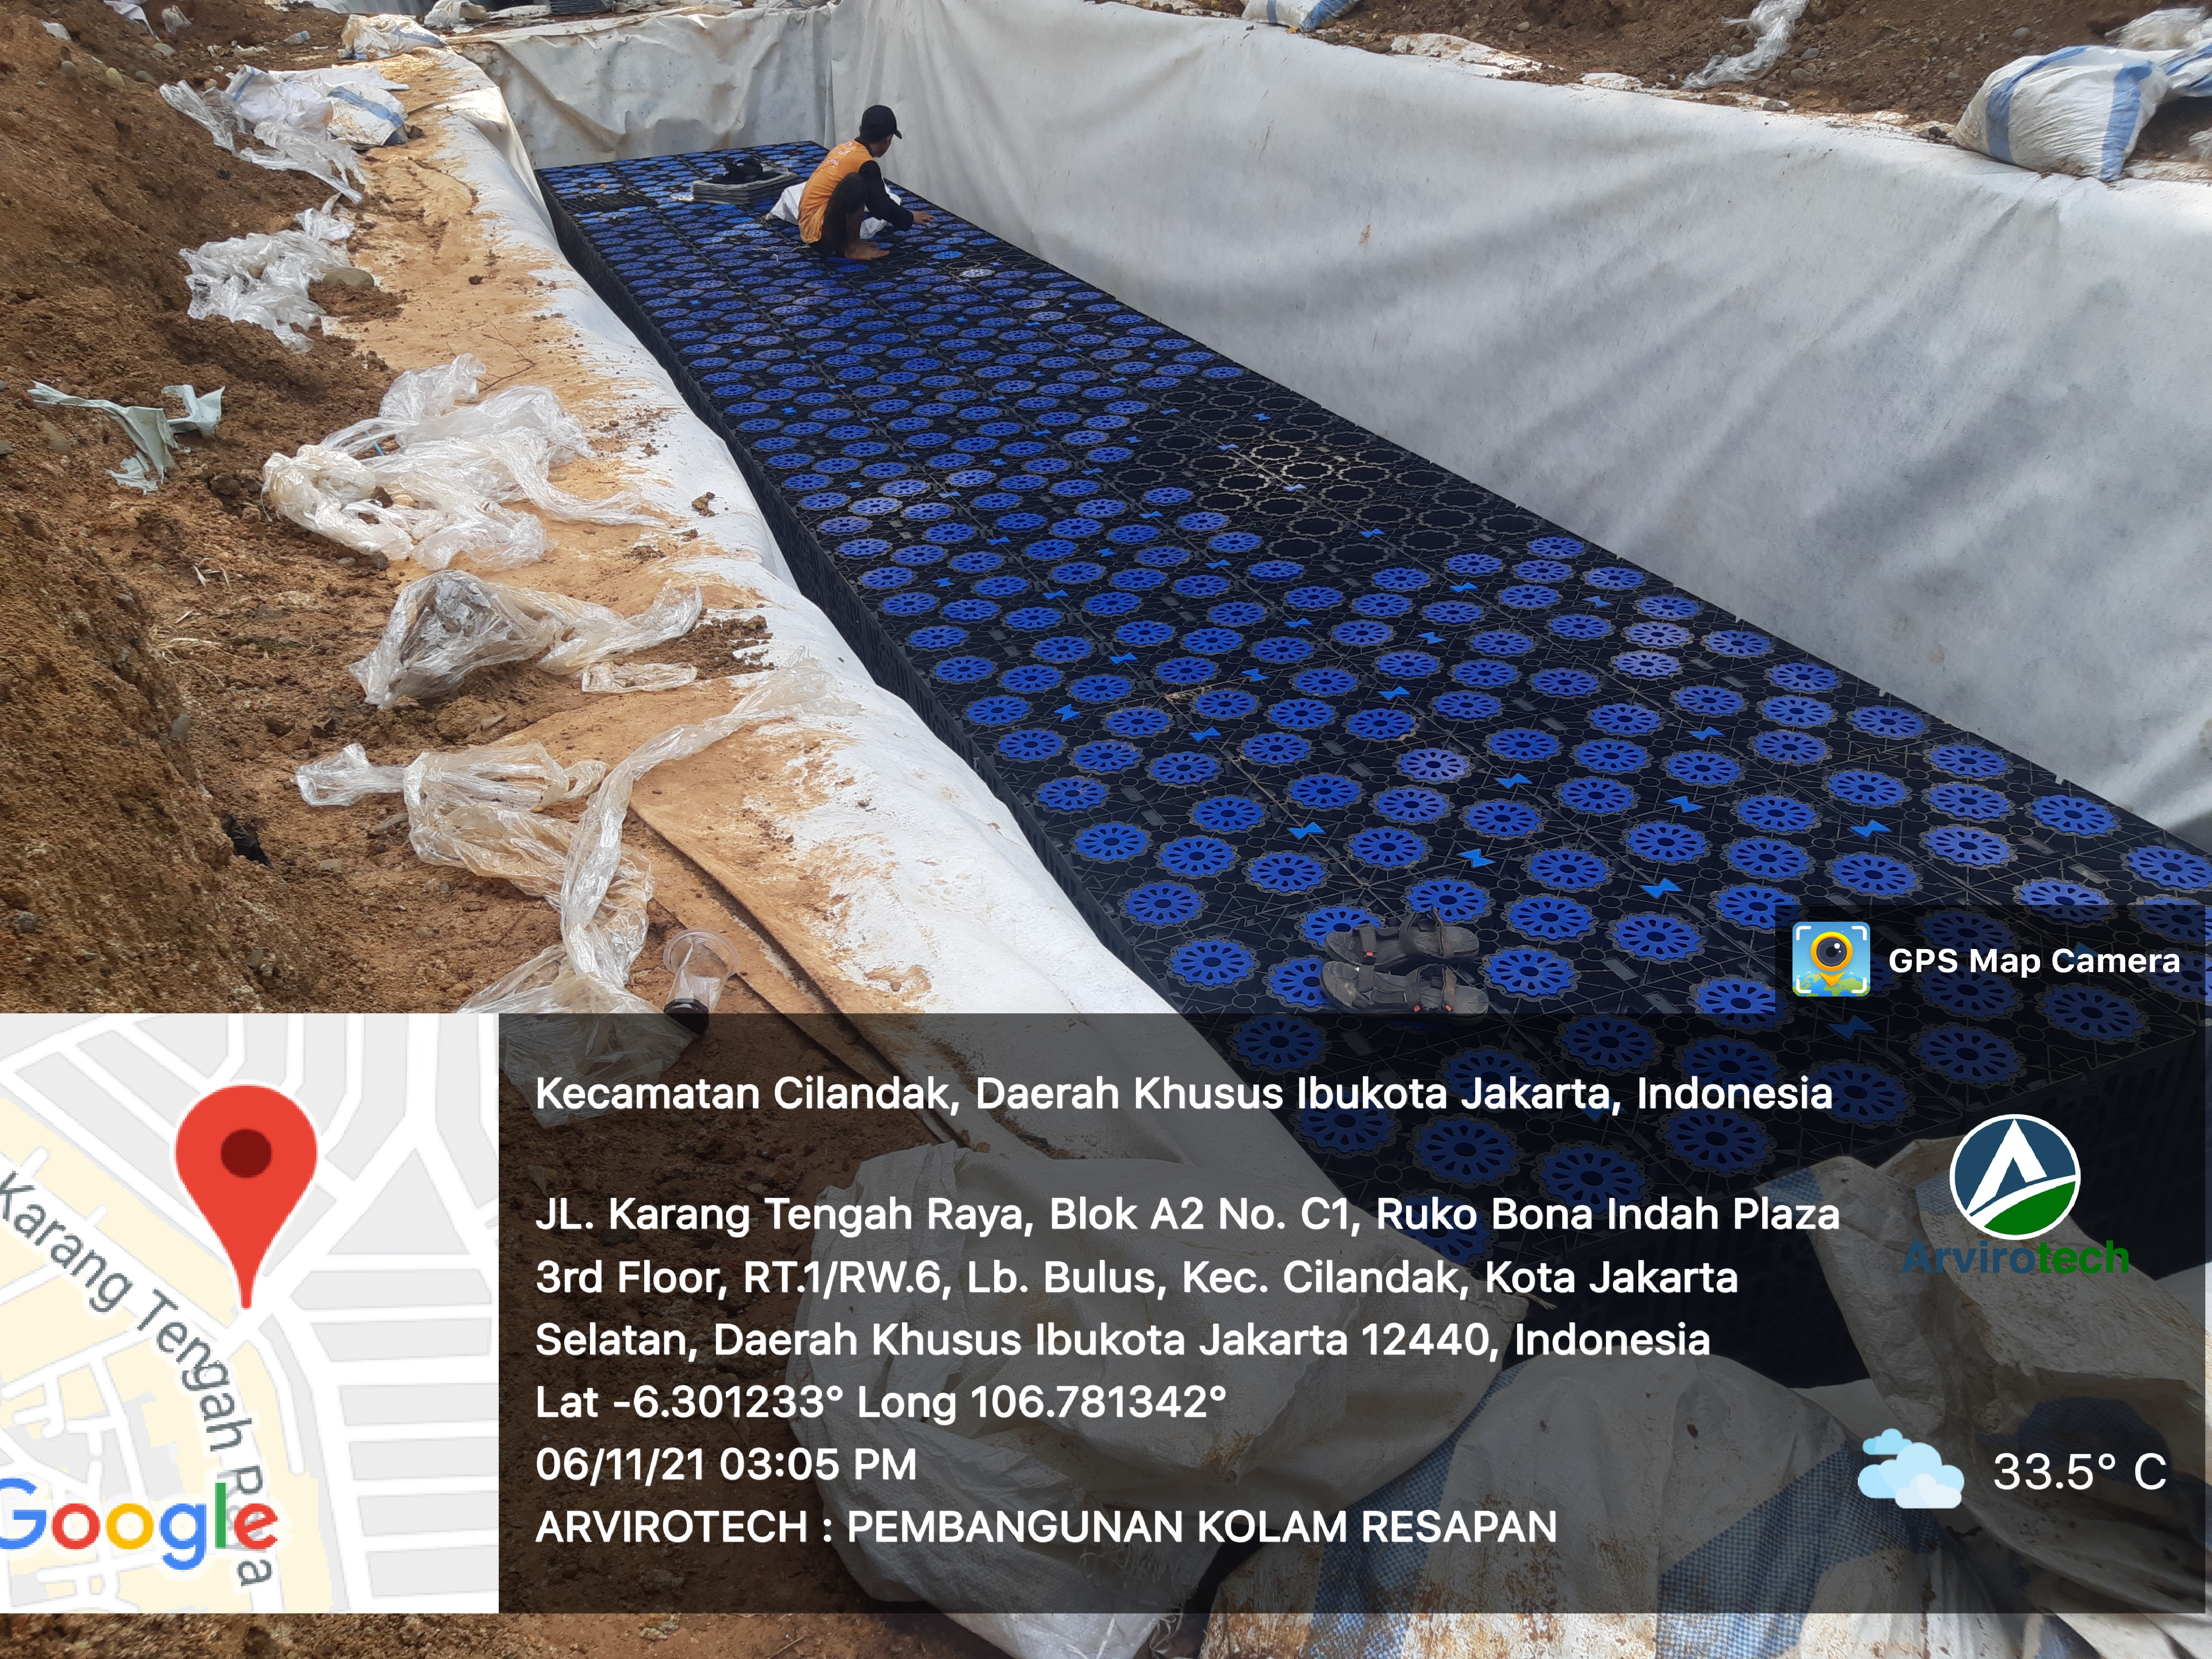 GPS Map Camera
Kecamatan Cilandak, Daerah Khusus Ibukota Jakarta, Indonesia
JL. Karang Tengah Raya, Blok A2 No. C1, Ruko Bona Indah Plaza
3rd Floor, RT.1/RW.6, Lb. Bulus, Kec. Cilandak, Kota Jakarta
Selatan, Daerah Khusus Ibukota Jakarta 12440, Indonesia
Lat -6.301233° Long 106.781342°
06/11/21 03:05 PM
ARVIROTECH : PEMBANGUNAN KOLAM RESAPAN
Arvirotech
33.5° C
Karang Tengah Raya
Google